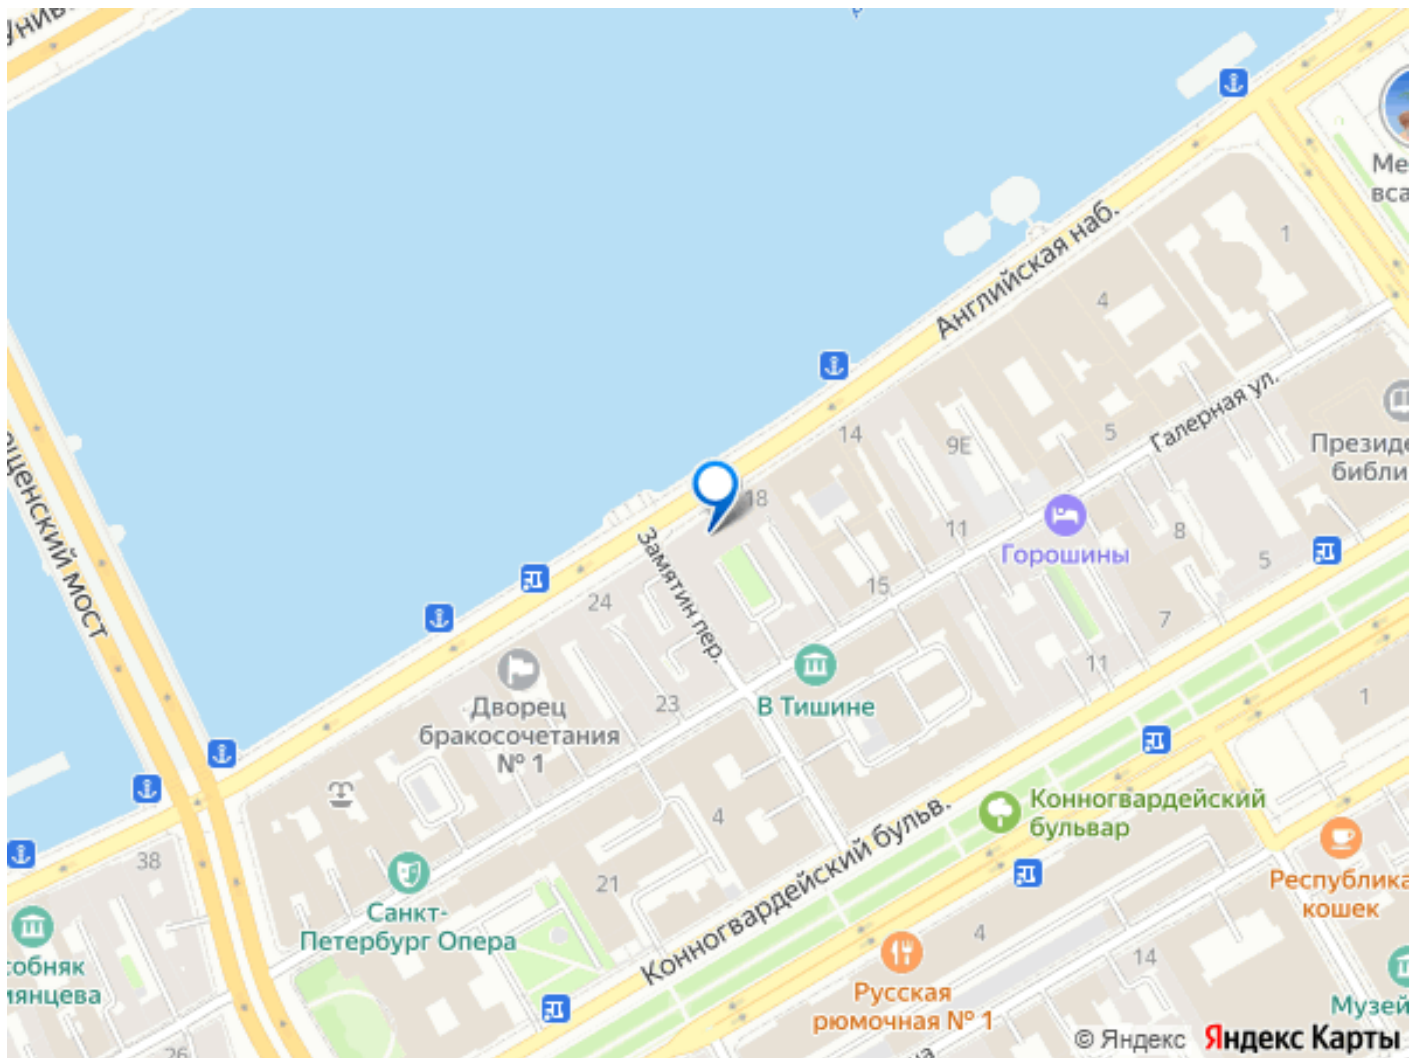 Английская наб.
1
4
14
9Е
5
Галерная ул.
18
11
Горошины
8
5
15
7
Замятин пер.
24
11
В Тишине
23
Дворец
бракосочетания
№ 1
1
4
Конногвардейский
бульвар
Конногвардейский бульв.
38
21
Санкт-
Петербург Опера
Республика
кошек
4
14
Русская
рюмочная № 1
Музей
26
мост
© Яндекс Яндекс Карты